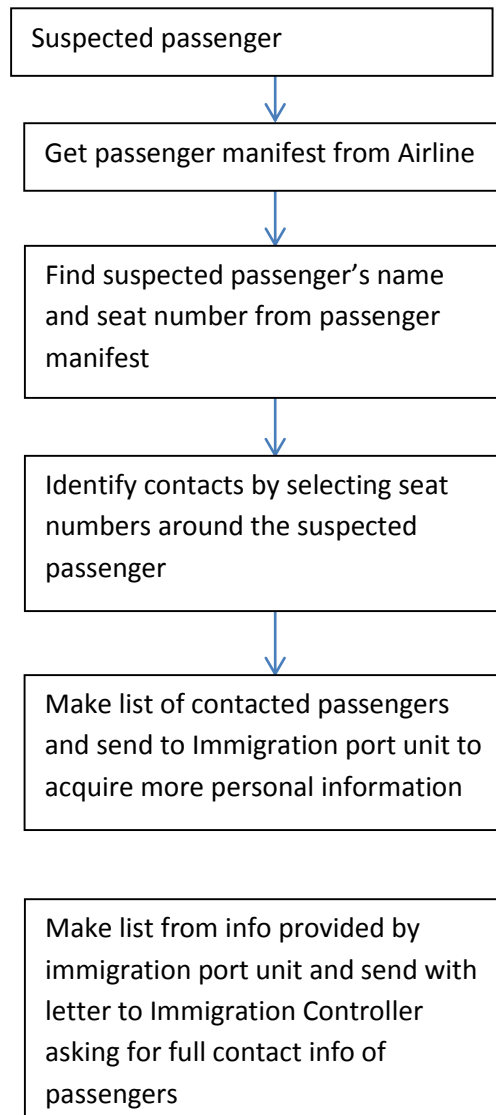 Suspected passenger
Get passenger manifest from Airline
Find suspected passenger’s name
and seat number from passenger
manifest
Identify contacts by selecting seat
numbers around the suspected
passenger
Make list of contacted passengers
and send to Immigration port unit to
acquire more personal information
Make list from info provided by
immigration port unit and send with
letter to Immigration Controller
asking for full contact info of
passengers